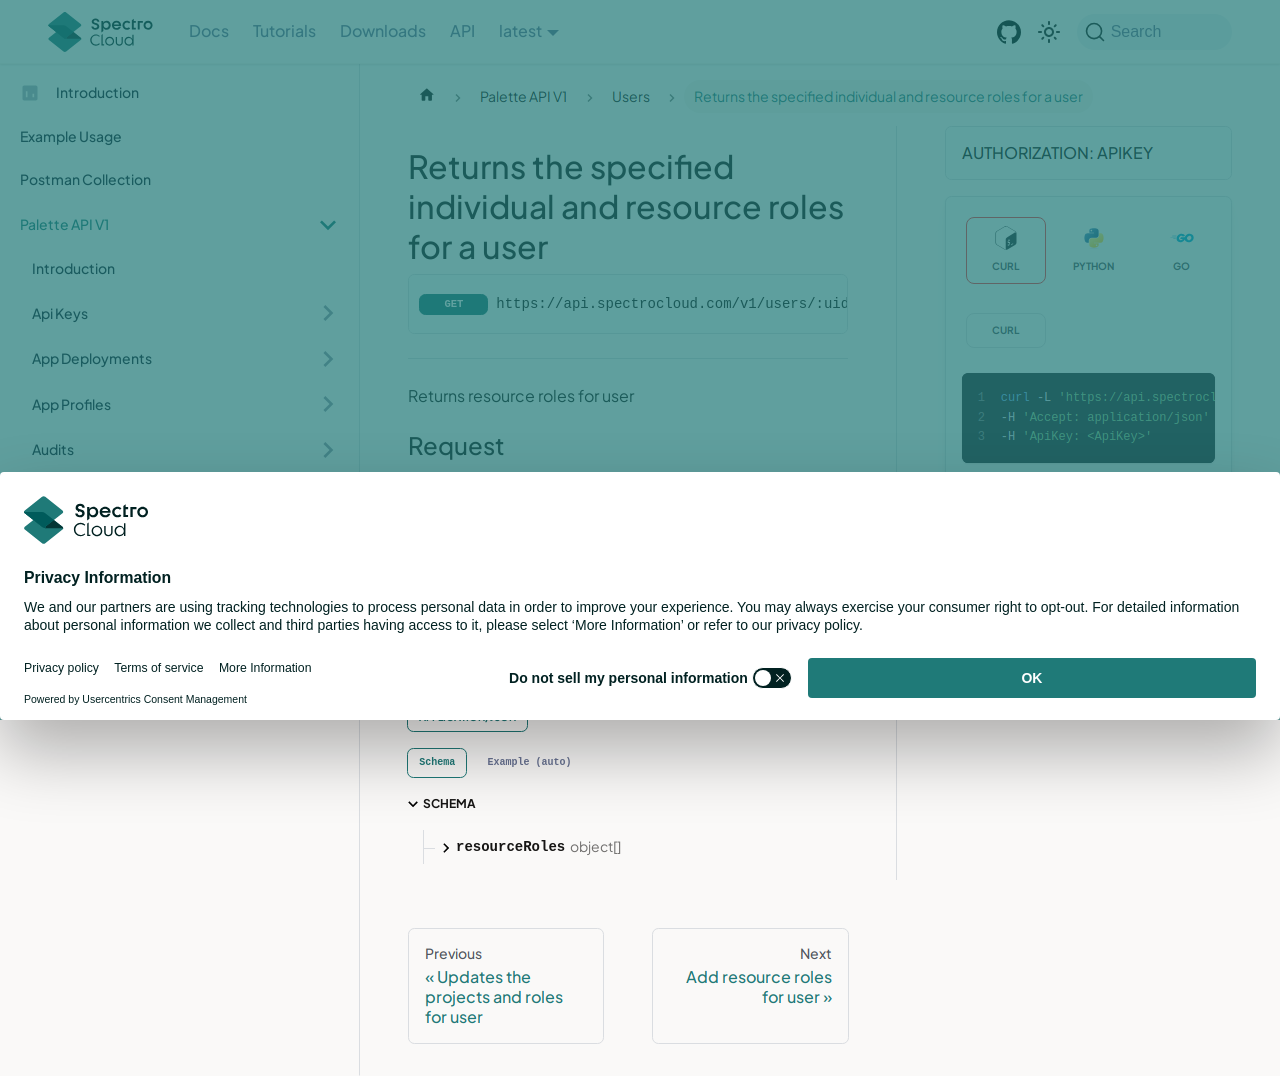 Spectro Cloud
Docs
Tutorials
Downloads
API
latest
Search
Introduction
Example Usage
Postman Collection
Palette API V1
Introduction
Api Keys
App Deployments
App Profiles
Audits
Palette API V1
Users
Returns the specified individual and resource roles for a user
Returns the specified
individual and resource roles
for a user
GET https://api.spectrocloud.com/v1/users/:uid
Returns resource roles for user
Request
AUTHORIZATION: APIKEY
CURL
PYTHON
GO
CURL
1 curl -L 'https://api.spectrocl
2 -H 'Accept: application/json'
3 -H 'ApiKey: <ApiKey>'
Spectro
Cloud
Privacy Information
We and our partners are using tracking technologies to process personal data in order to improve your experience. You may always exercise your consumer right to opt-out. For detailed information
about personal information we collect and third parties having access to it, please select ‘More Information’ or refer to our privacy policy.
Privacy policy
Terms of service
More Information
Powered by Usercentrics Consent Management
Do not sell my personal information
OK
Schema
Example (auto)
SCHEMA
resourceRoles object[]
Previous
« Updates the
projects and roles
for user
Next
Add resource roles
for user »